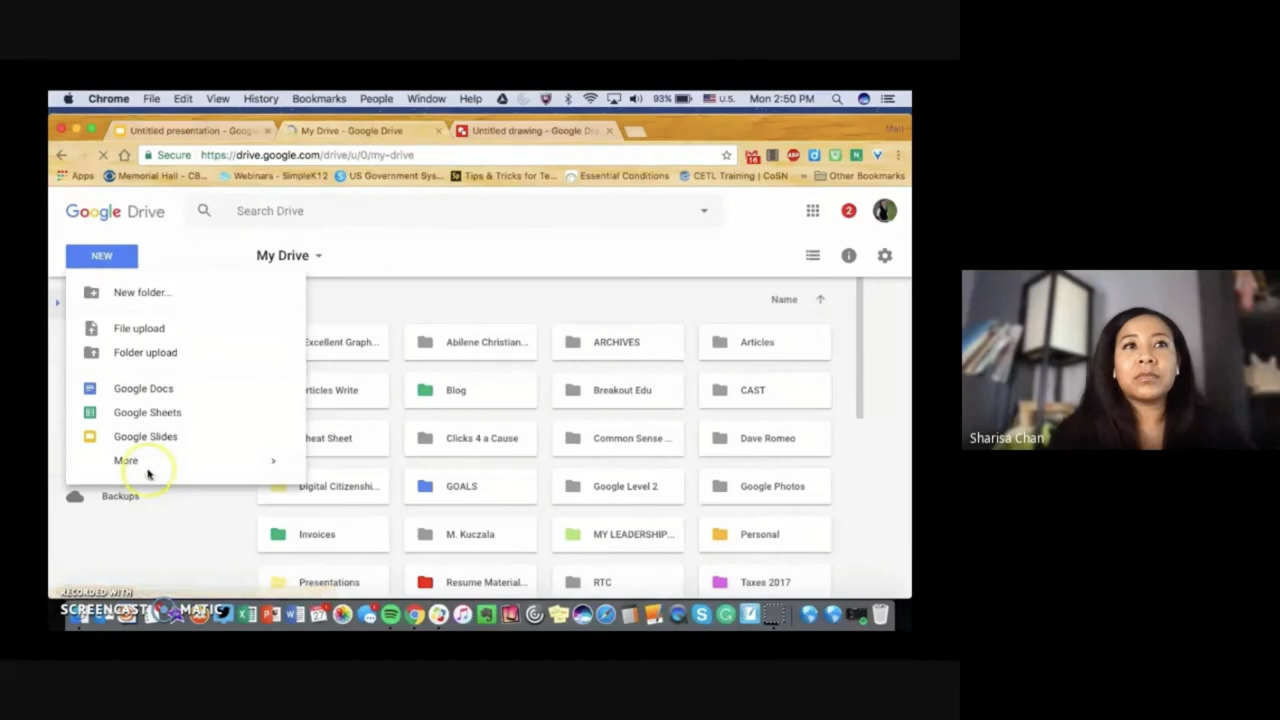 Chrome File Edit View History Bookmarks People Window Help 93% U.S. Mon 2:50 PM
Untitled presentation - Goog My Drive - Google Drive Untitled drawing - Google Dr Matt
Secure https://drive.google.com/drive/u/0/my-drive
Apps Memorial Hall - CB... Webinars - SimpleK12 US Government Sys... Tips & Tricks for Te... Essential Conditions CETL Training | CoSN » Other Bookmarks
Google Drive Search Drive 2
NEW My Drive
New folder...
Name
File upload
Excellent Graph... Abilene Christian... ARCHIVES Articles
Folder upload
Google Docs
rticles Write Blog Breakout Edu CAST
Google Sheets
Google Slides
heat Sheet Clicks 4 a Cause Common Sense ... Dave Romeo
More
Digital Citizenshi... GOALS Google Level 2 Google Photos
Backups
Invoices M. Kuczala MY LEADERSHIP... Personal
Presentations Resume Material... RTC Taxes 2017
RECORDED WITH
SCREENCAST MATIC
Sharisa Chan